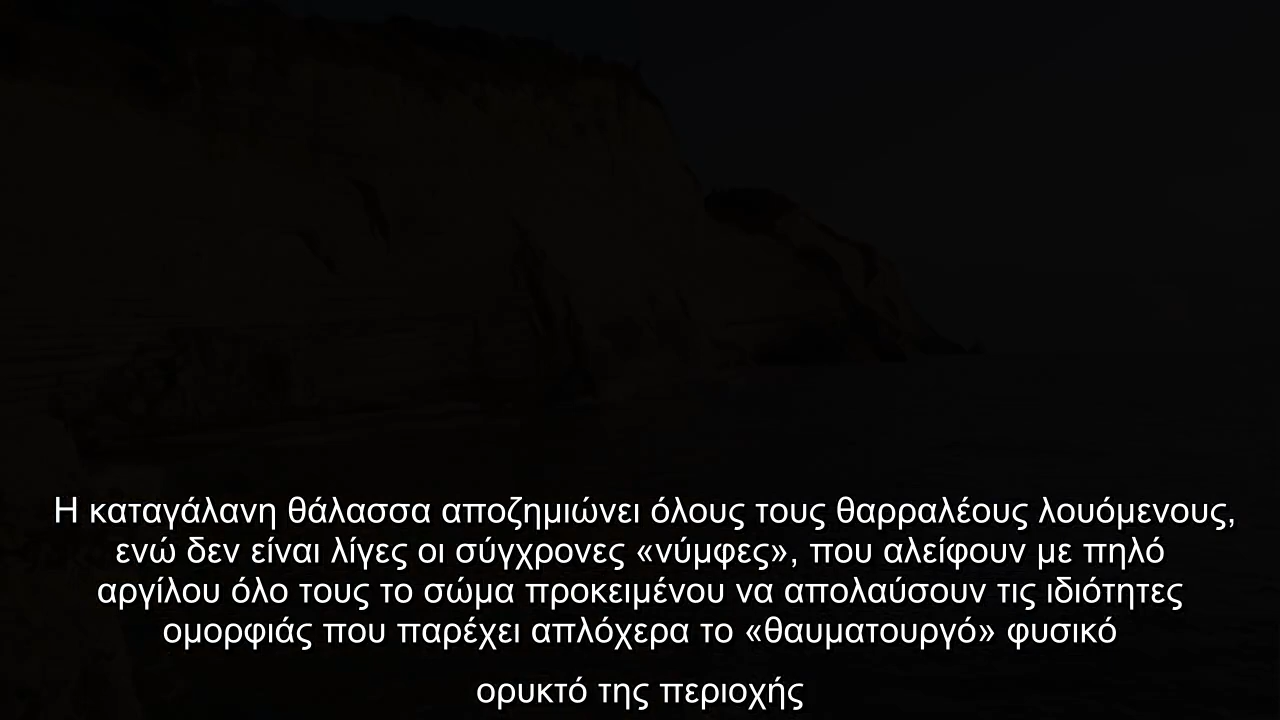 Η καταγάλανη θάλασσα αποζημιώνει όλους τους θαρραλέους λουόμενους,
ενώ δεν είναι λίγες οι σύγχρονες «νύμφες», που αλείφουν με πηλό
αργίλου όλο τους το σώμα προκειμένου να απολαύσουν τις ιδιότητες
ομορφιάς που παρέχει απλόχερα το «θαυματουργό» φυσικό
ορυκτό της περιοχής